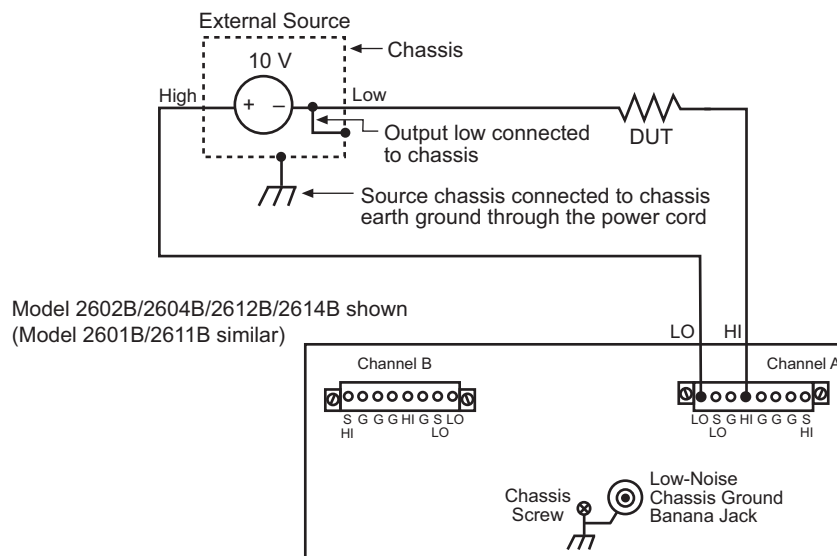 External Source
Chassis
10 V
High
+ –
Low
Output low connected
to chassis
DUT
Source chassis connected to chassis
earth ground through the power cord
Model 2602B/2604B/2612B/2614B shown
(Model 2601B/2611B similar)
LO HI
Channel B
Channel A
S G G G HI G S LO
HI LO
LO S G HI G G G S
LO HI
Chassis
Screw
Low-Noise
Chassis Ground
Banana Jack